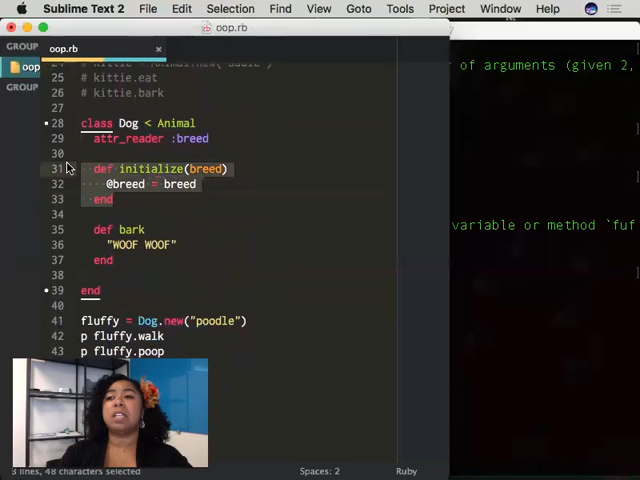 Sublime Text 2 File Edit Selection Find View Goto Tools Project Window Help
oop.rb
GROUP
oop.rb
oop
GROUP
25 # kittie.eat
26 # kittie.bark
27
28 class Dog < Animal
29 attr_reader :breed
30
31 def initialize(breed)
32 @breed = breed
33 end
34
35 def bark
36 "WOOF WOOF"
37 end
38
39 end
40
41 fluffy = Dog.new("poodle")
42 p fluffy.walk
43 p fluffy.poop
r of arguments (given 2,
variable or method `fuf
3 lines, 48 characters selected
Spaces: 2
Ruby